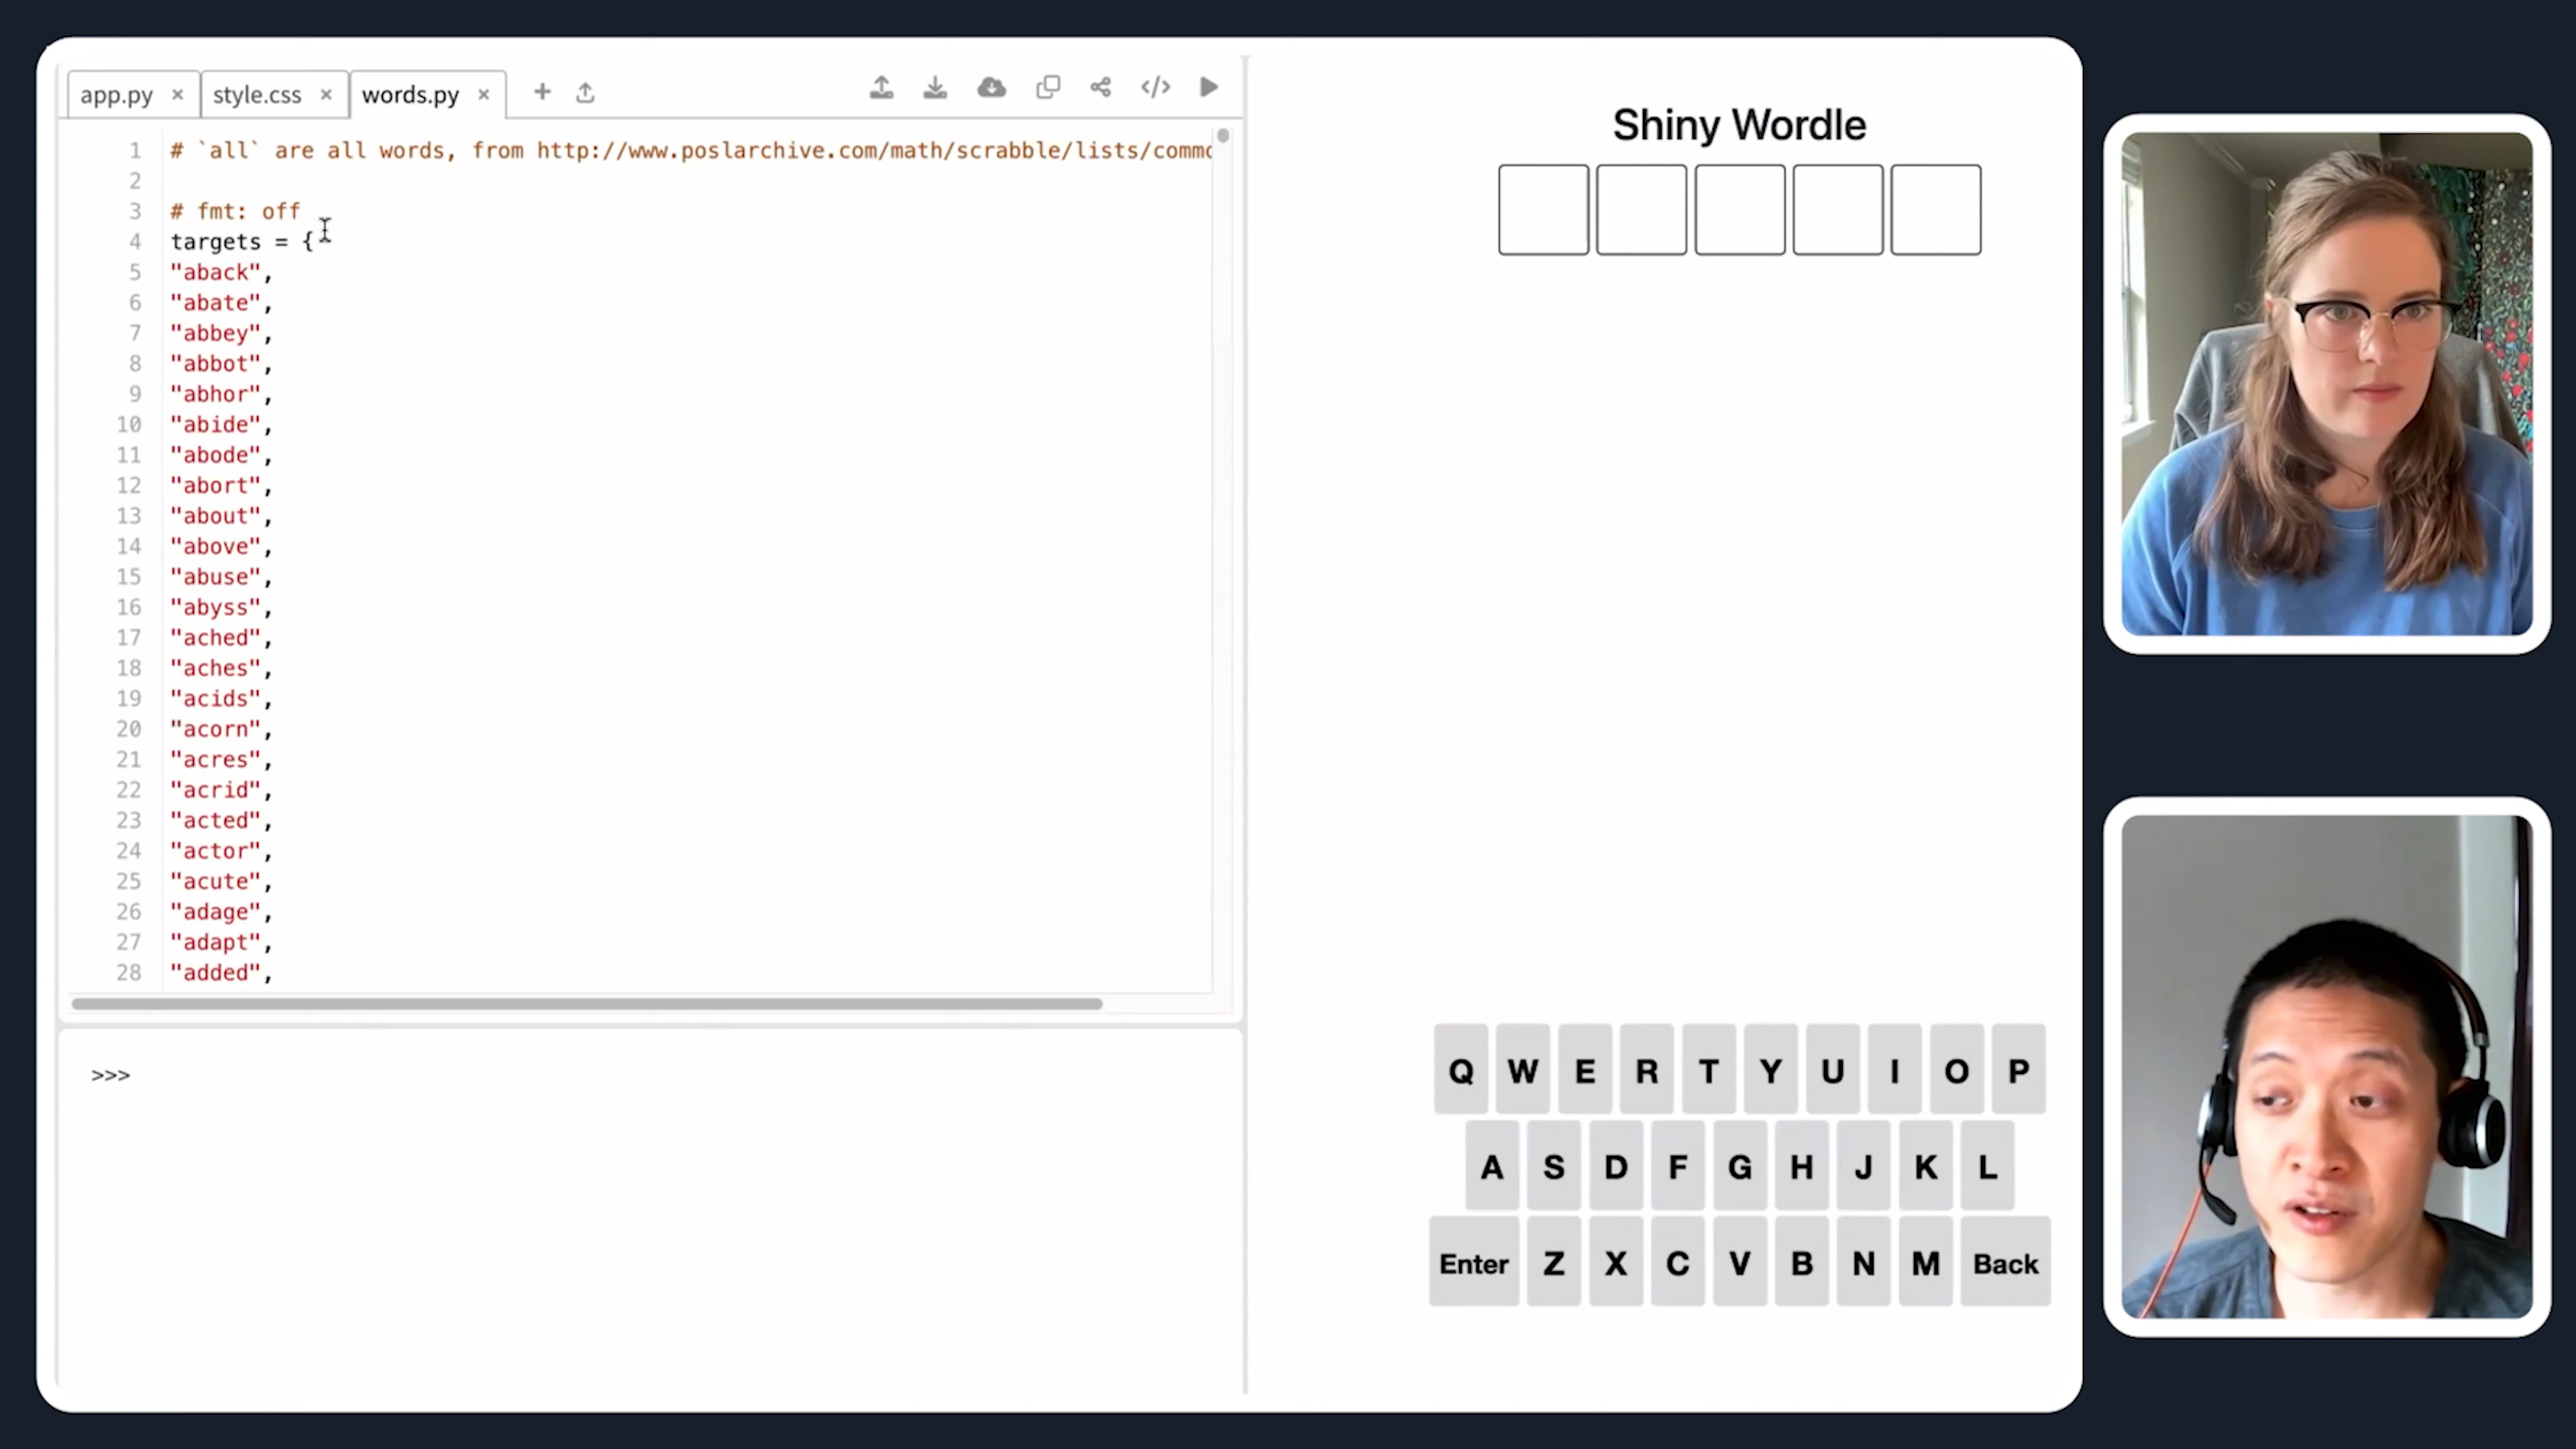 app.py × style.css × words.py ×
1 # `all` are all words, from http://www.poslarchive.com/math/scrabble/lists/commo
2
3 # fmt: off
4 targets = {
5 "aback",
6 "abate",
7 "abbey",
8 "abbot",
9 "abhor",
10 "abide",
11 "abode",
12 "abort",
13 "about",
14 "above",
15 "abuse",
16 "abyss",
17 "ached",
18 "aches",
19 "acids",
20 "acorn",
21 "acres",
22 "acrid",
23 "acted",
24 "actor",
25 "acute",
26 "adage",
27 "adapt",
28 "added",
>>>
Shiny Wordle
Q W E R T Y U I O P
A S D F G H J K L
Enter Z X C V B N M Back